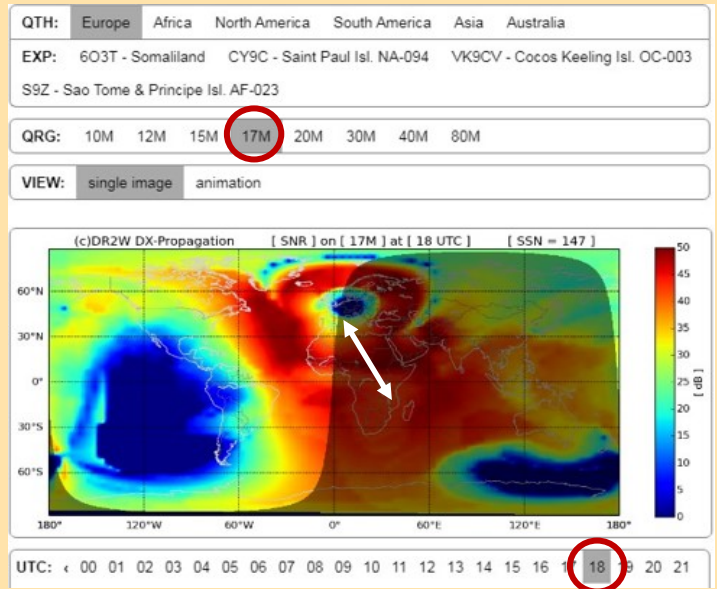 QTH: Europe Africa North America South America Asia Australia
EXP: 6O3T - Somaliland CY9C - Saint Paul Isl. NA-094 VK9CV - Cocos Keeling Isl. OC-003
S9Z - Sao Tome & Principe Isl. AF-023
QRG: 10M 12M 15M 17M 20M 30M 40M 80M
VIEW: single image animation
(c)DR2W DX-Propagation [ SNR ] on [ 17M ] at [ 18 UTC ] [ SSN = 147 ]
60°N
30°N
0°
30°S
60°S
180° 120°W 60°W 0° 60°E 120°E 180°
50
45
40
35
30
25
20
15
10
5
0
[ dB ]
UTC: ‹ 00 01 02 03 04 05 06 07 08 09 10 11 12 13 14 15 16 17 18 19 20 21